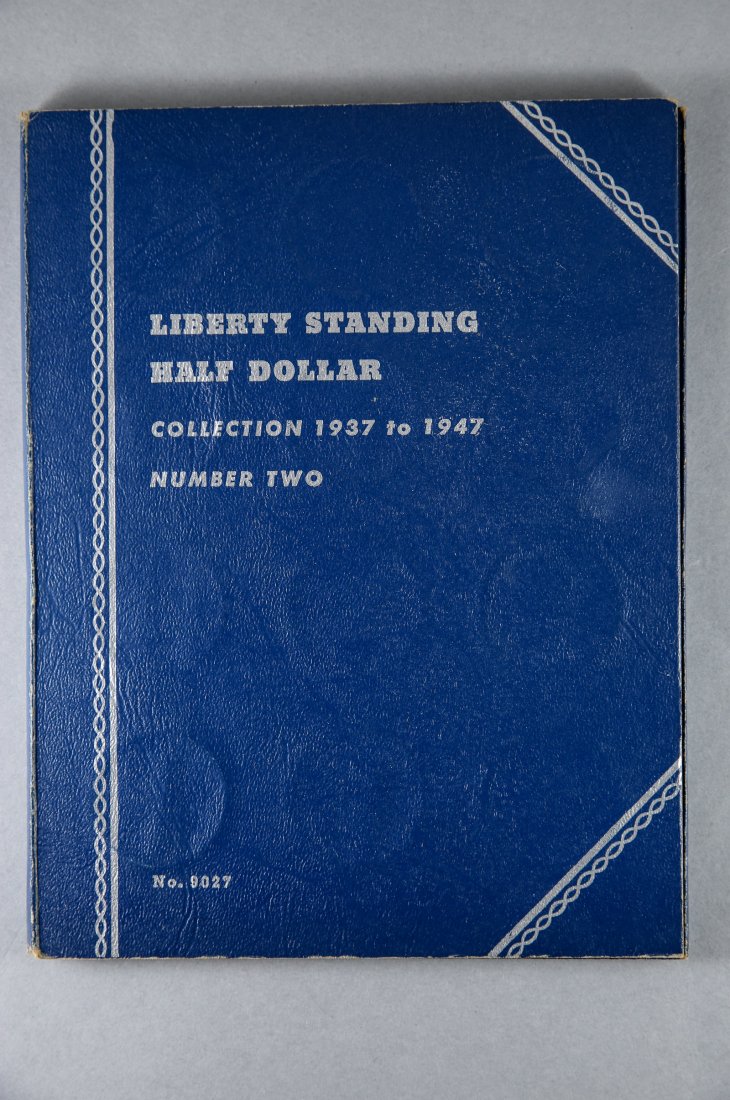 LIBERTY STANDING
HALF DOLLAR
COLLECTION 1937 to 1947
NUMBER TWO
No. 9027